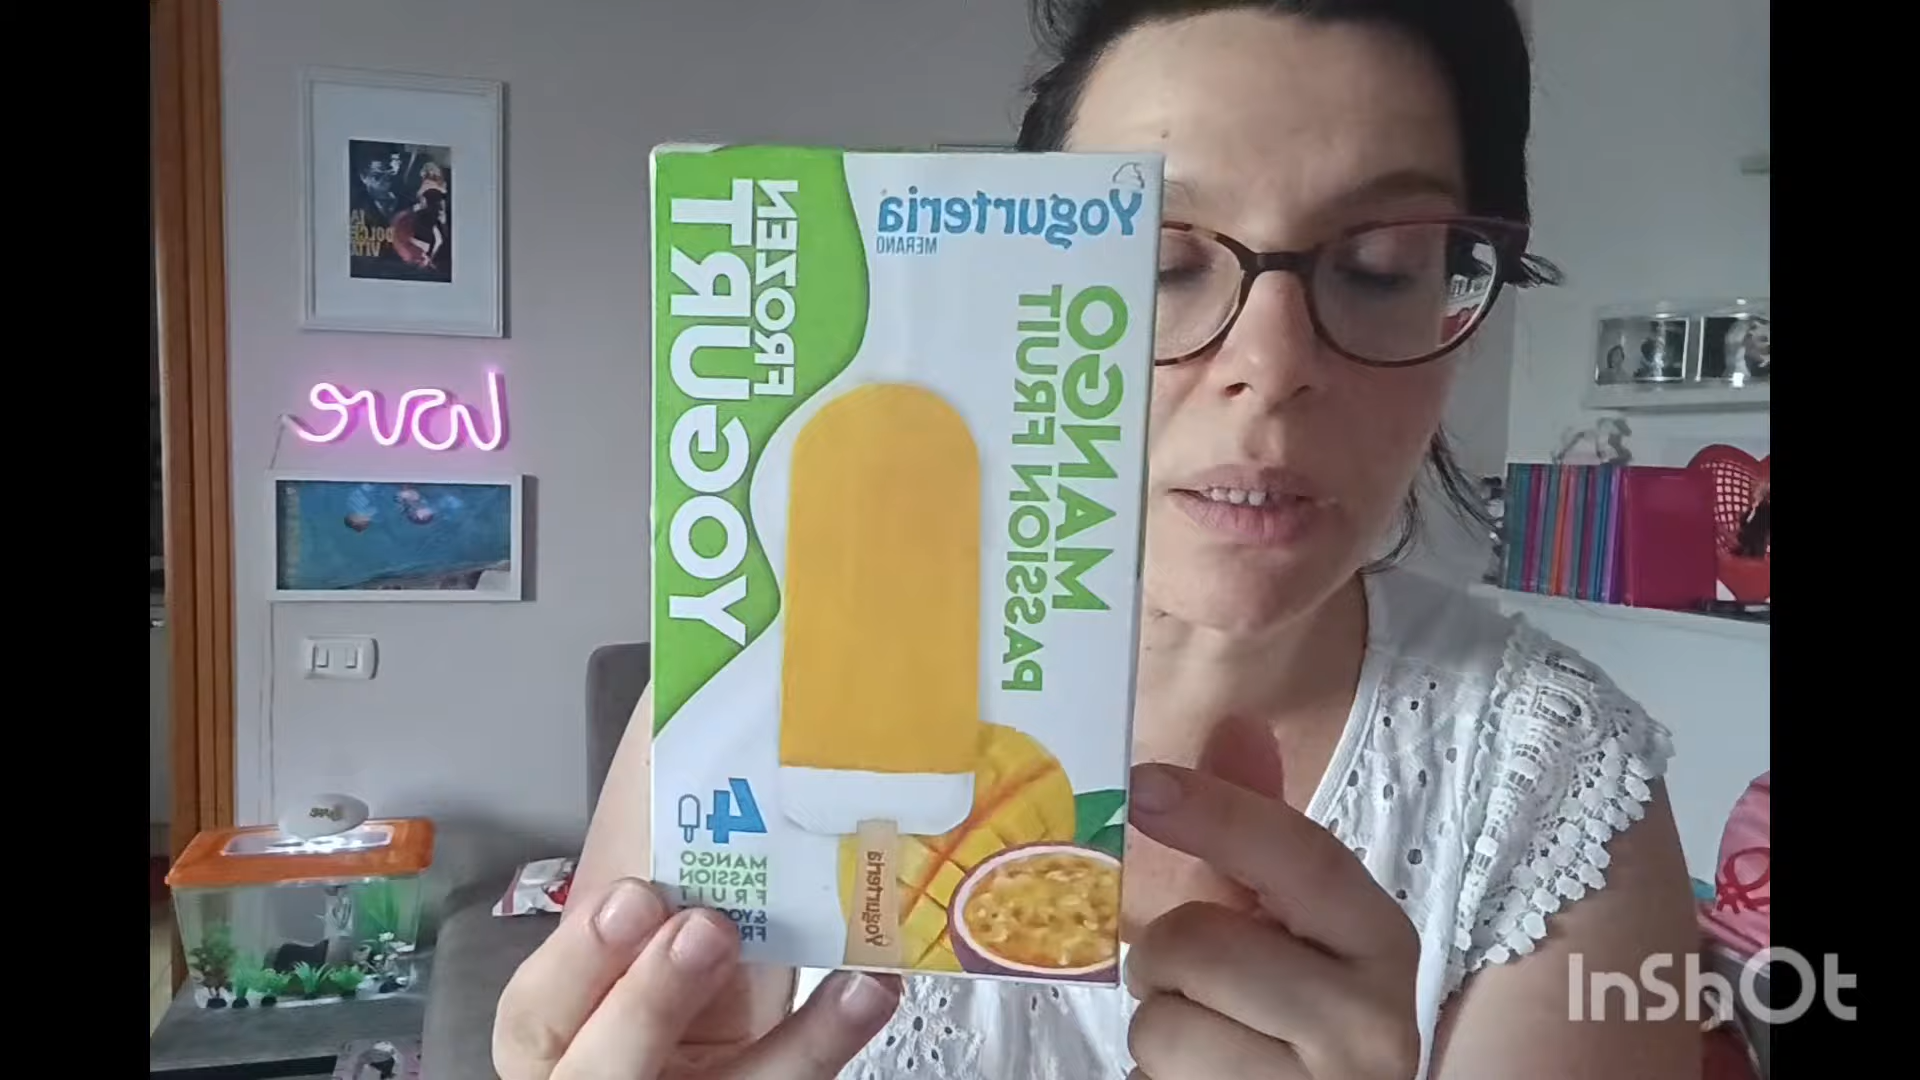 Yogurteria
MERANO
YOGURT
FROZEN
MANGO
PASSION FRUIT
4
MANGO
PASSION
FRUIT
Yogurteria
LA
DOLCE
VITA
love
InShOt